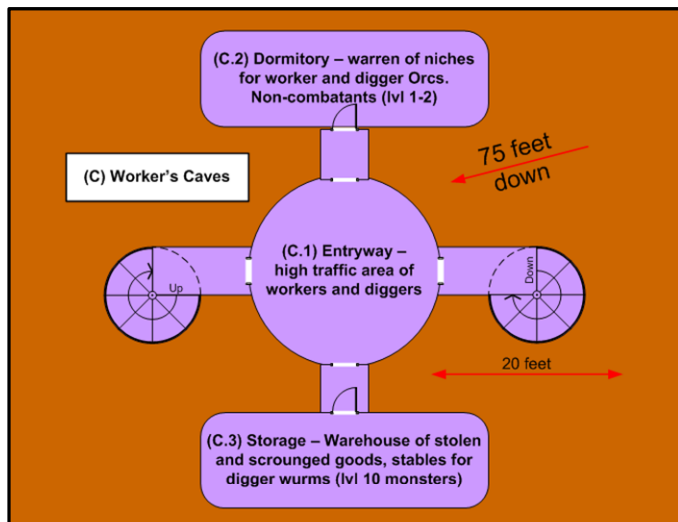 (C.2) Dormitory – warren of niches
for worker and digger Orcs.
Non-combatants (lvl 1-2)
75 feet
down
(C) Worker's Caves
(C.1) Entryway –
high traffic area of
workers and diggers
Up
Down
20 feet
(C.3) Storage – Warehouse of stolen
and scrounged goods, stables for
digger wurms (lvl 10 monsters)